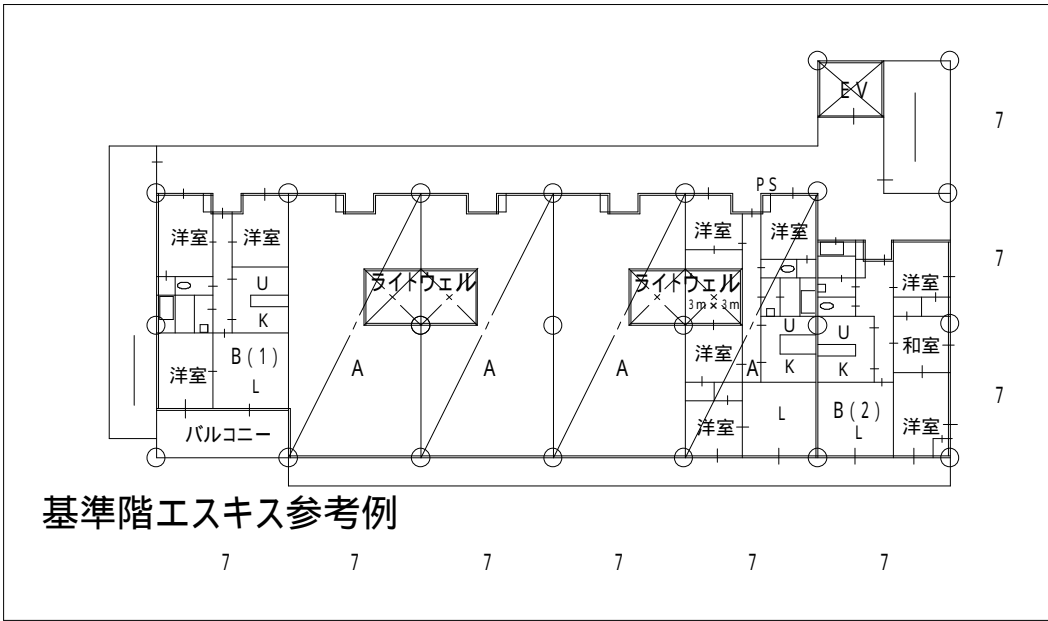 EV
7
PS
洋室
洋室
洋室
洋室
ライトウェル
ライトウェル
3m×3m
7
洋室
U
K
U
K
U
K
和室
洋室
B(1)
L
A
A
A
A
洋室
7
L
B(2)
L
洋室
洋室
バルコニー
基準階エスキス参考例
7
7
7
7
7
7